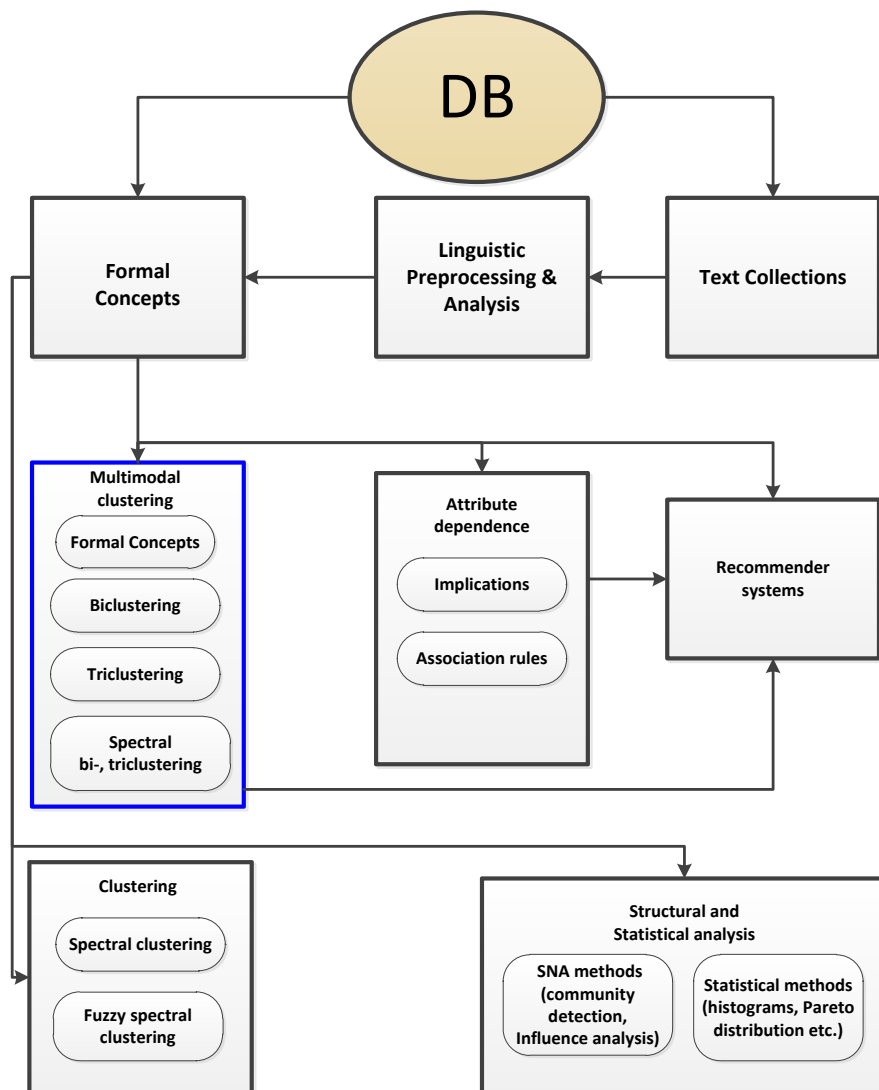 DB
Formal
Concepts
Linguistic
Preprocessing &
Analysis
Text Collections
Multimodal
clustering
Formal Concepts
Biclustering
Triclustering
Spectral
bi-, triclustering
Attribute
dependence
Implications
Association rules
Recommender
systems
Clustering
Spectral clustering
Fuzzy spectral
clustering
Structural and
Statistical analysis
SNA methods
(community
detection,
Influence analysis)
Statistical methods
(histograms, Pareto
distribution etc.)